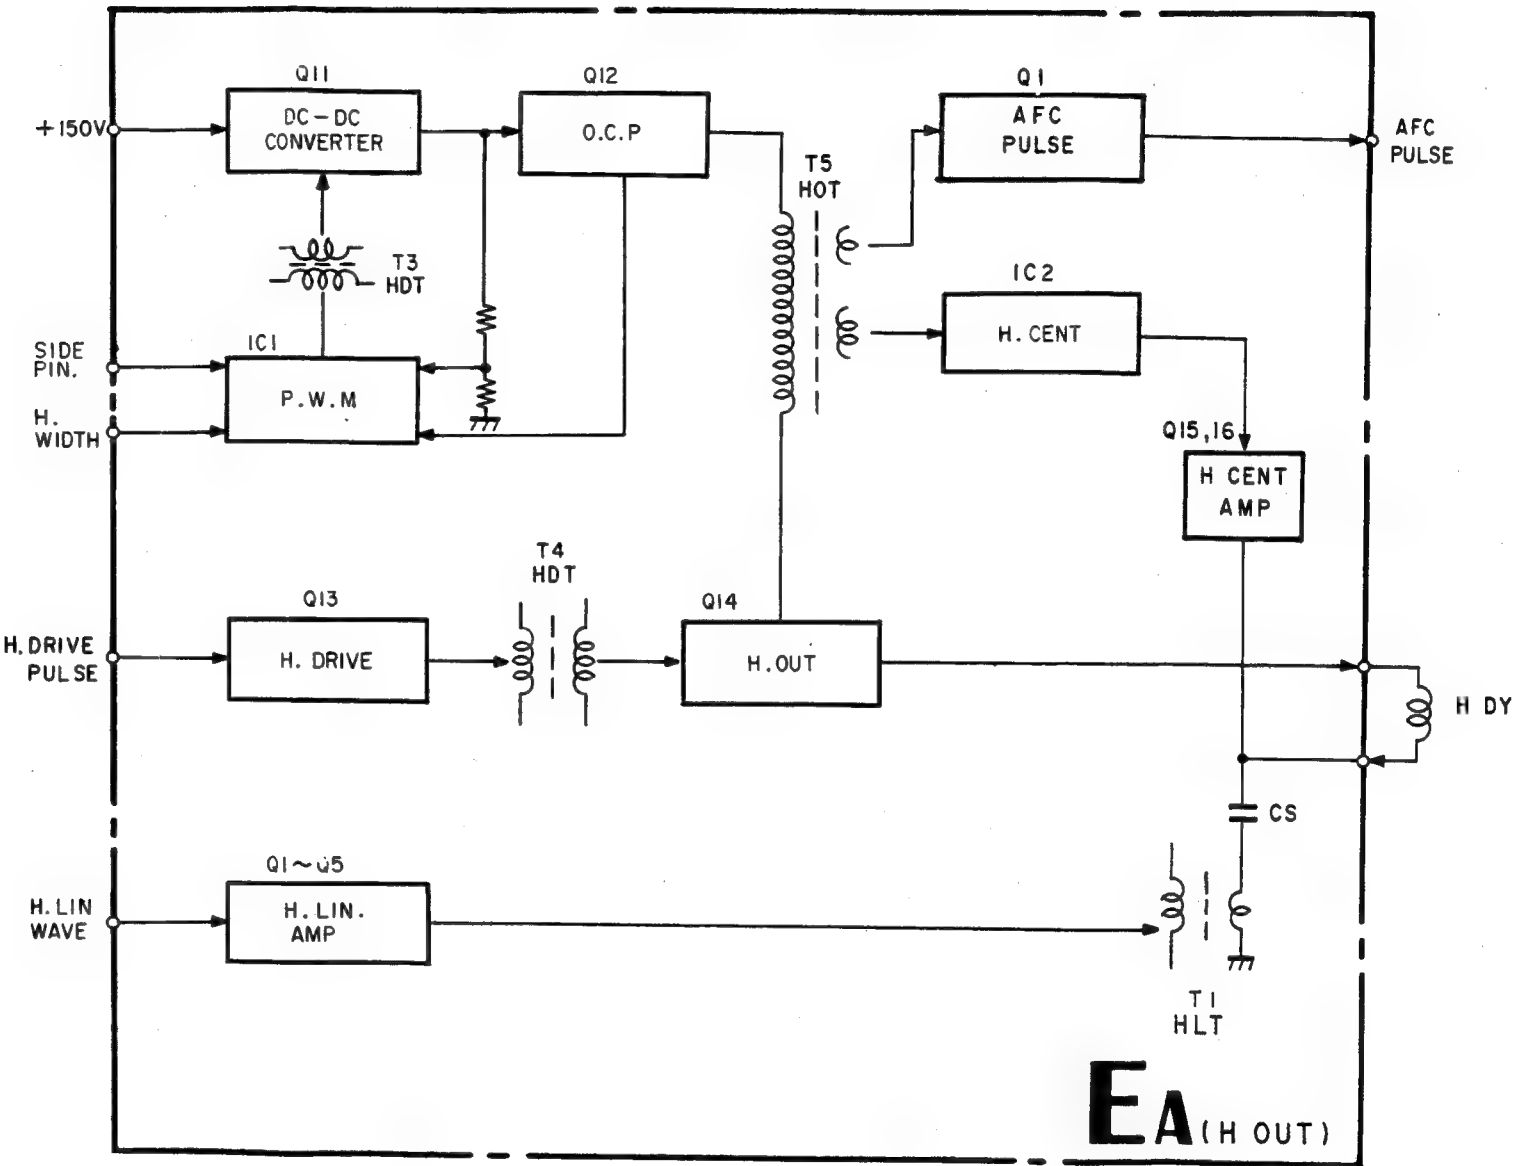 Q11
DC-DC
CONVERTER
Q12
O.C.P
Q1
AFC
PULSE
+150V
AFC
PULSE
T5
HOT
T3
HDT
IC2
H. CENT
SIDE
PIN.
IC1
P.W.M
H.
WIDTH
Q15,16
H CENT
AMP
T4
HDT
Q13
Q14
H.DRIVE
PULSE
H. DRIVE
H.OUT
H DY
CS
Q1~Q5
H.LIN
WAVE
H. LIN.
AMP
T1
HLT
EA (H OUT)